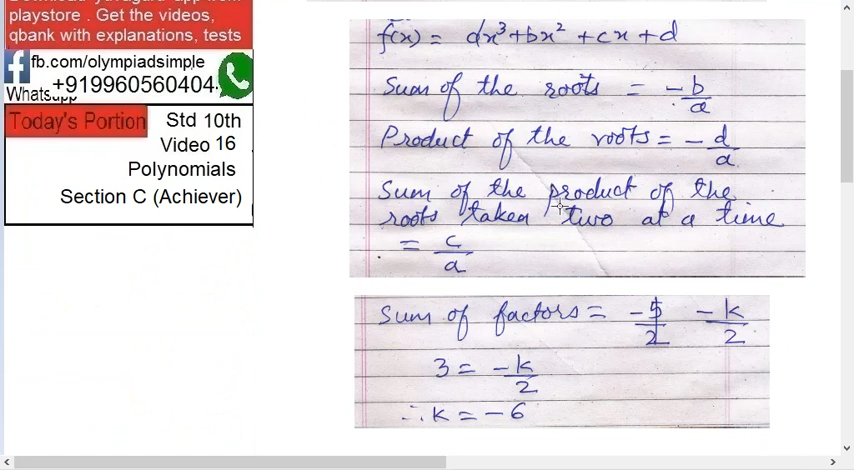 playstore . Get the videos,
qbank with explanations, tests
fb.com/olympiadsimple
Whatsapp +919960560404
Today's Portion Std 10th
Video 16
Polynomials
Section C (Achiever)
f(x) = dx³+bx² +cx+d
Sum of the roots = -b/a
Product of the roots = -d/a
Sum of the product of the
roots taken two at a time
= c/a
Sum of factors = -5/2 -k/2
3 = -k/2
∴k = -6